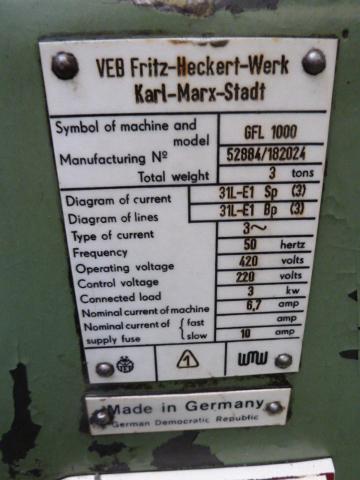 VEB Fritz-Heckert-Werk
Karl-Marx-Stadt
Symbol of machine and model GFL 1000
Manufacturing Nº 52884/182024
Total weight 3 tons
Diagram of current 31L-E1 Sp (3)
Diagram of lines 31L-E1 Bp (3)
Type of current 3~
Frequency 50 hertz
Operating voltage 420 volts
Control voltage 220 volts
Connected load 3 kw
Nominal current of machine 6,7 amp
Nominal current of supply fuse { fast amp
slow 10 amp
WMW
Made in Germany
German Democratic Republic